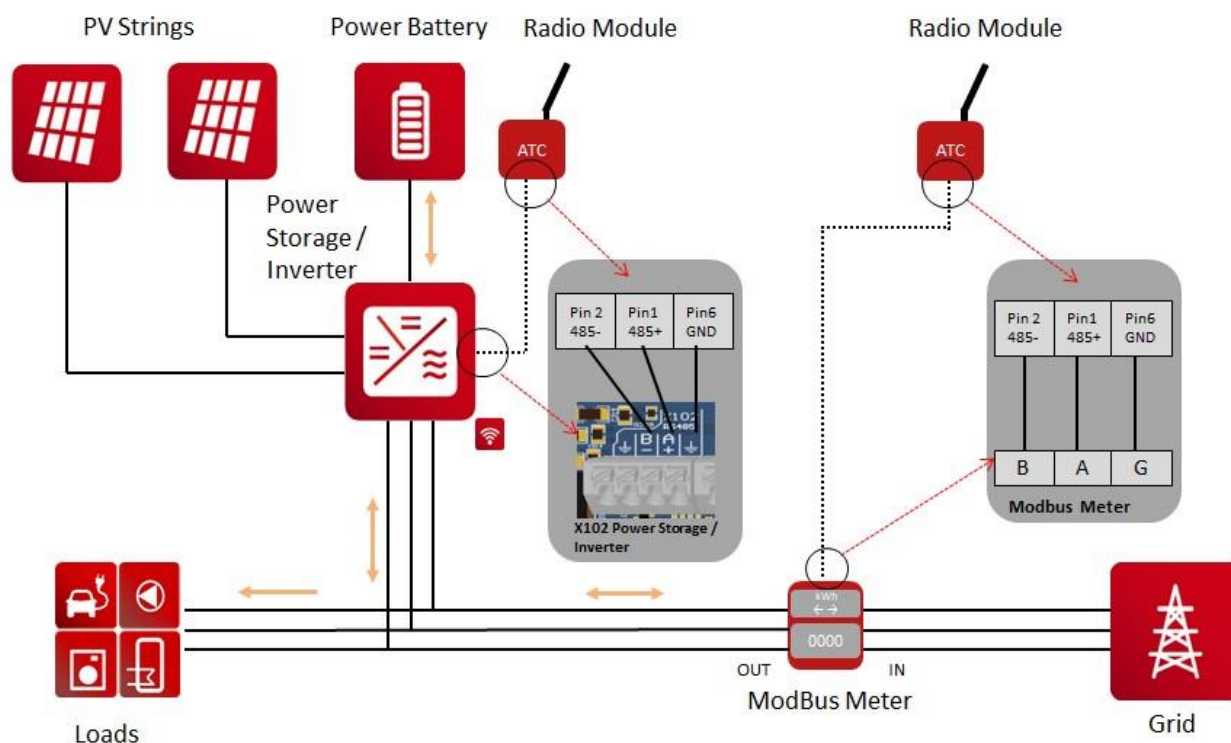 PV Strings
Power Battery
Radio Module
Radio Module
ATC
ATC
Power
Storage /
Inverter
Pin 2
485-
Pin1
485+
Pin6
GND
X102
RS485
B
A
-
+
X102 Power Storage /
Inverter
Pin 2
485-
Pin1
485+
Pin6
GND
B
A
G
Modbus Meter
kWh
0000
OUT
IN
ModBus Meter
Loads
Grid